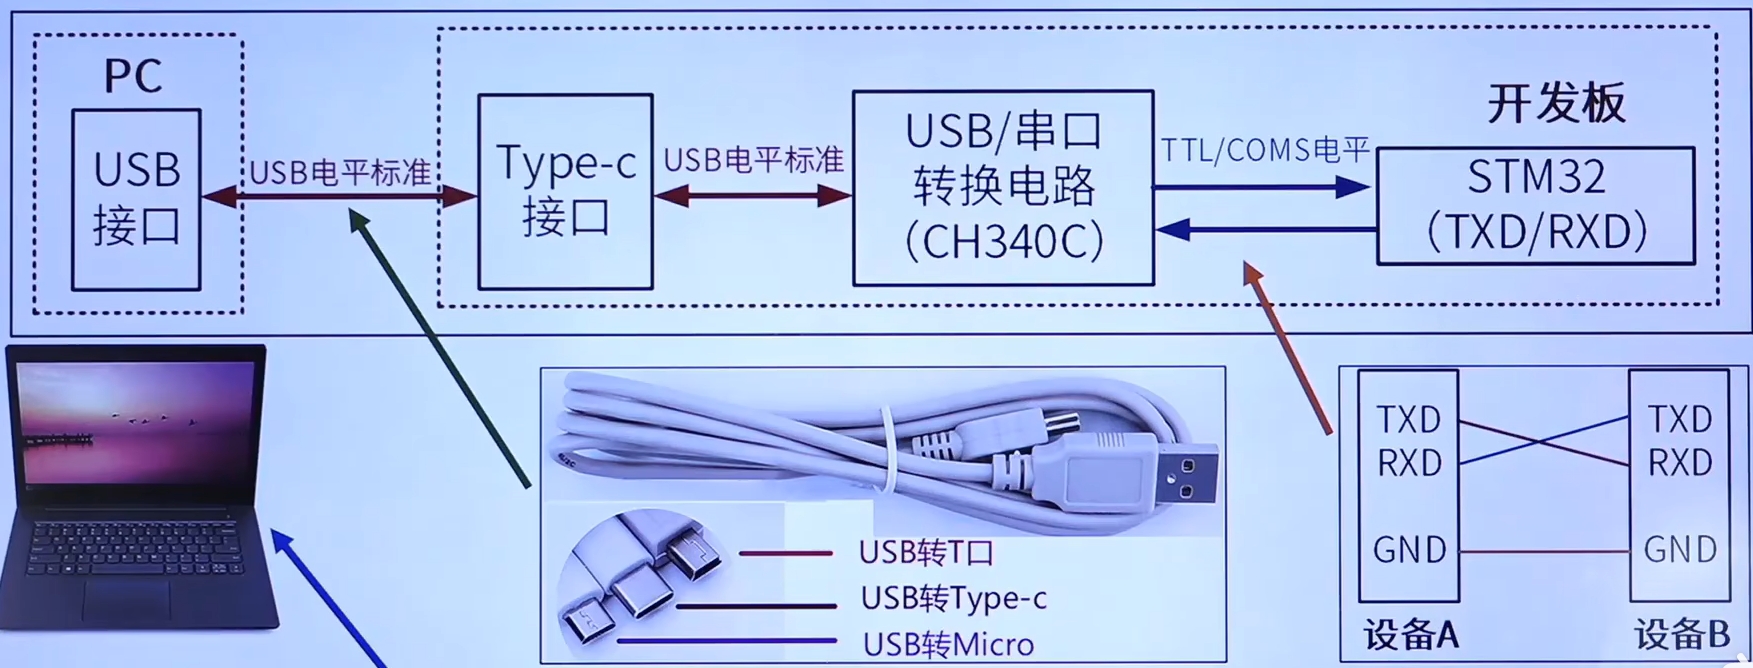 PC
USB
接口
USB电平标准
Type-c
接口
USB电平标准
USB/串口
转换电路
（CH340C）
TTL/COMS电平
开发板
STM32
（TXD/RXD）
USB转T口
USB转Type-c
USB转Micro
TXD
RXD
GND
设备A
TXD
RXD
GND
设备B